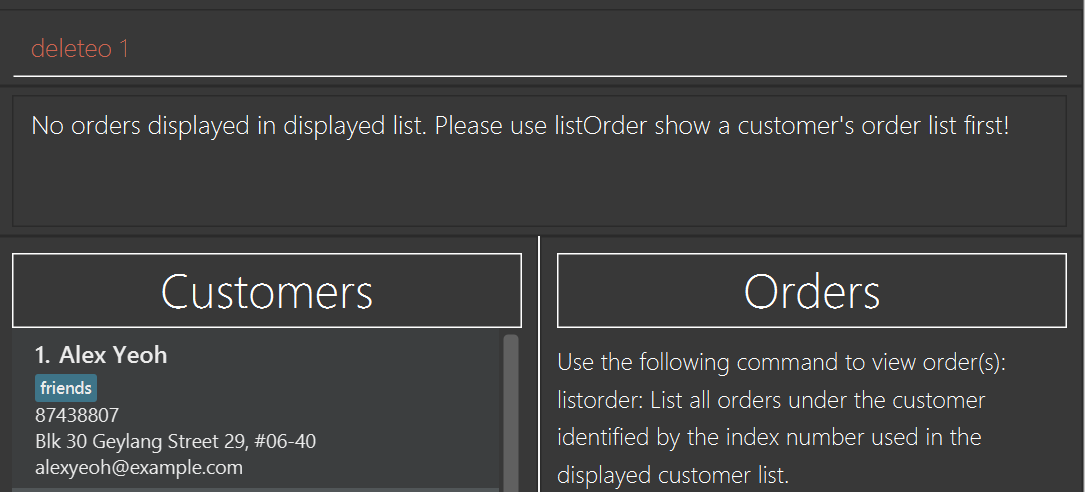 deleteo 1
No orders displayed in displayed list. Please use listOrder show a customer's order list first!
Customers
1. Alex Yeoh
friends
87438807
Blk 30 Geylang Street 29, #06-40
alexyeoh@example.com
Orders
Use the following command to view order(s):
listorder: List all orders under the customer
identified by the index number used in the
displayed customer list.